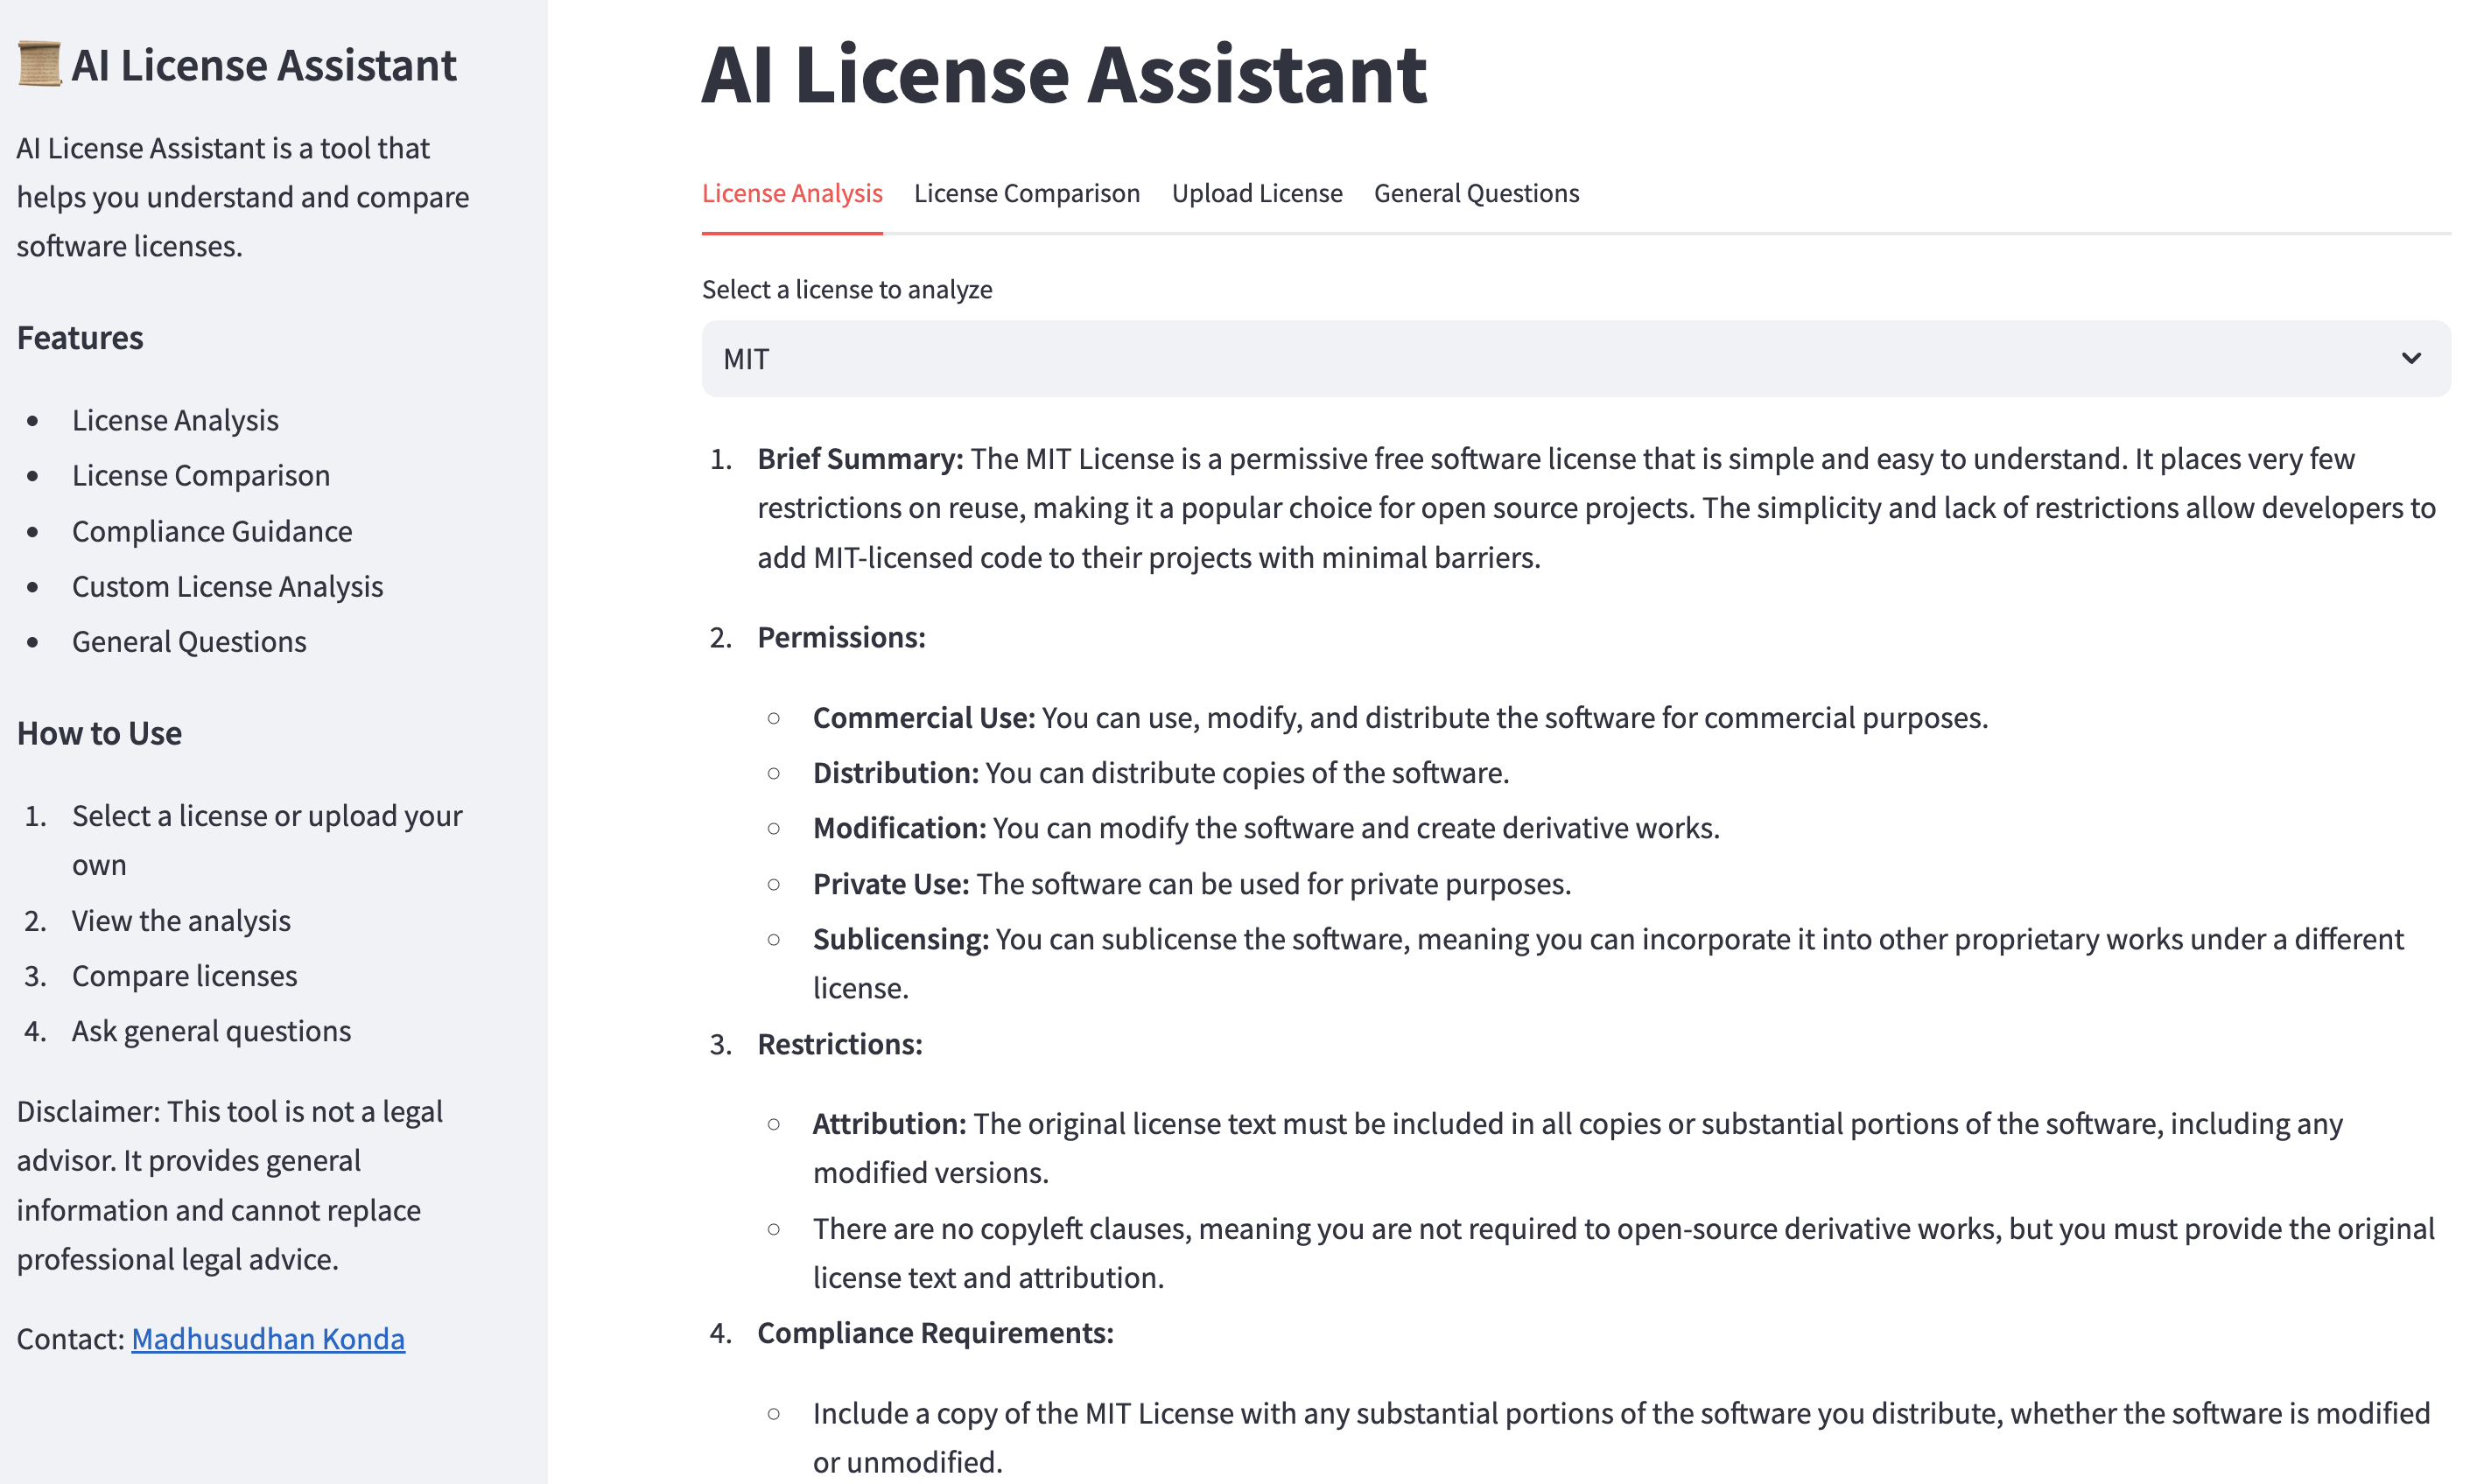 AI License Assistant
AI License Assistant is a tool that
helps you understand and compare
software licenses.
Features
• License Analysis
• License Comparison
• Compliance Guidance
• Custom License Analysis
• General Questions
How to Use
1. Select a license or upload your
own
2. View the analysis
3. Compare licenses
4. Ask general questions
Disclaimer: This tool is not a legal
advisor. It provides general
information and cannot replace
professional legal advice.
Contact: Madhusudhan Konda
AI License Assistant
License Analysis License Comparison Upload License General Questions
Select a license to analyze
MIT
1. Brief Summary: The MIT License is a permissive free software license that is simple and easy to understand. It places very few
restrictions on reuse, making it a popular choice for open source projects. The simplicity and lack of restrictions allow developers to
add MIT-licensed code to their projects with minimal barriers.
2. Permissions:
○ Commercial Use: You can use, modify, and distribute the software for commercial purposes.
○ Distribution: You can distribute copies of the software.
○ Modification: You can modify the software and create derivative works.
○ Private Use: The software can be used for private purposes.
○ Sublicensing: You can sublicense the software, meaning you can incorporate it into other proprietary works under a different
license.
3. Restrictions:
○ Attribution: The original license text must be included in all copies or substantial portions of the software, including any
modified versions.
○ There are no copyleft clauses, meaning you are not required to open-source derivative works, but you must provide the original
license text and attribution.
4. Compliance Requirements:
○ Include a copy of the MIT License with any substantial portions of the software you distribute, whether the software is modified
or unmodified.